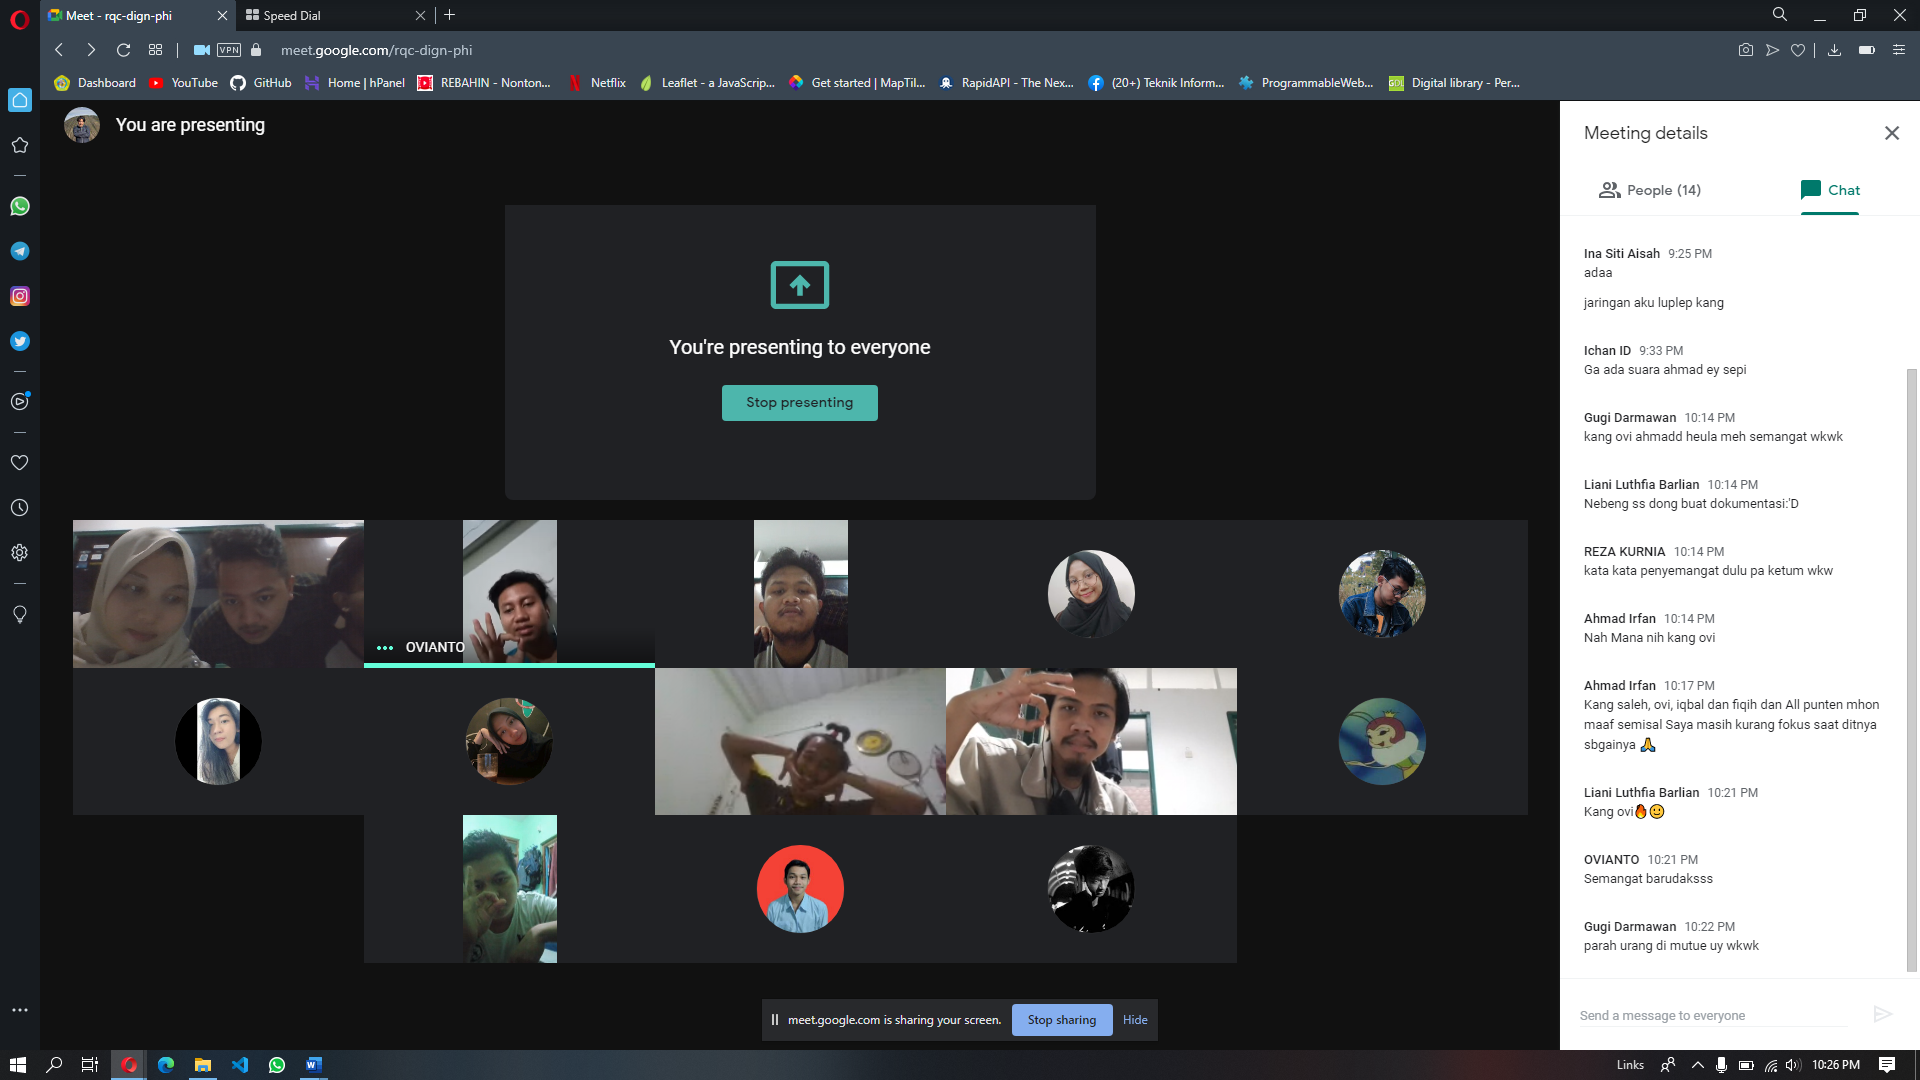 Meet - rqc-dign-phi
Speed Dial
VPN
meet.google.com/rqc-dign-phi
Dashboard
YouTube
GitHub
Home | hPanel
REBAHIN - Nonton...
Netflix
Leaflet - a JavaScrip...
Get started | MapTil...
RapidAPI - The Nex...
(20+) Teknik Inform...
ProgrammableWeb...
Digital library - Per...
You are presenting
You're presenting to everyone
Stop presenting
OVIANTO
meet.google.com is sharing your screen.
Stop sharing
Hide
Meeting details
People (14)
Chat
Ina Siti Aisah 9:25 PM
adaa
jaringan aku luplep kang
Ichan ID 9:33 PM
Ga ada suara ahmad ey sepi
Gugi Darmawan 10:14 PM
kang ovi ahmadd heula meh semangat wkwk
Liani Luthfia Barlian 10:14 PM
Nebeng ss dong buat dokumentasi:'D
REZA KURNIA 10:14 PM
kata kata penyemangat dulu pa ketum wkw
Ahmad Irfan 10:14 PM
Nah Mana nih kang ovi
Ahmad Irfan 10:17 PM
Kang saleh, ovi, iqbal dan fiqih dan All punten mhon
maaf semisal Saya masih kurang fokus saat ditnya
sbgainya 🙏
Liani Luthfia Barlian 10:21 PM
Kang ovi🔥🙂
OVIANTO 10:21 PM
Semangat barudaksss
Gugi Darmawan 10:22 PM
parah urang di mutue uy wkwk
Send a message to everyone
Links
10:26 PM